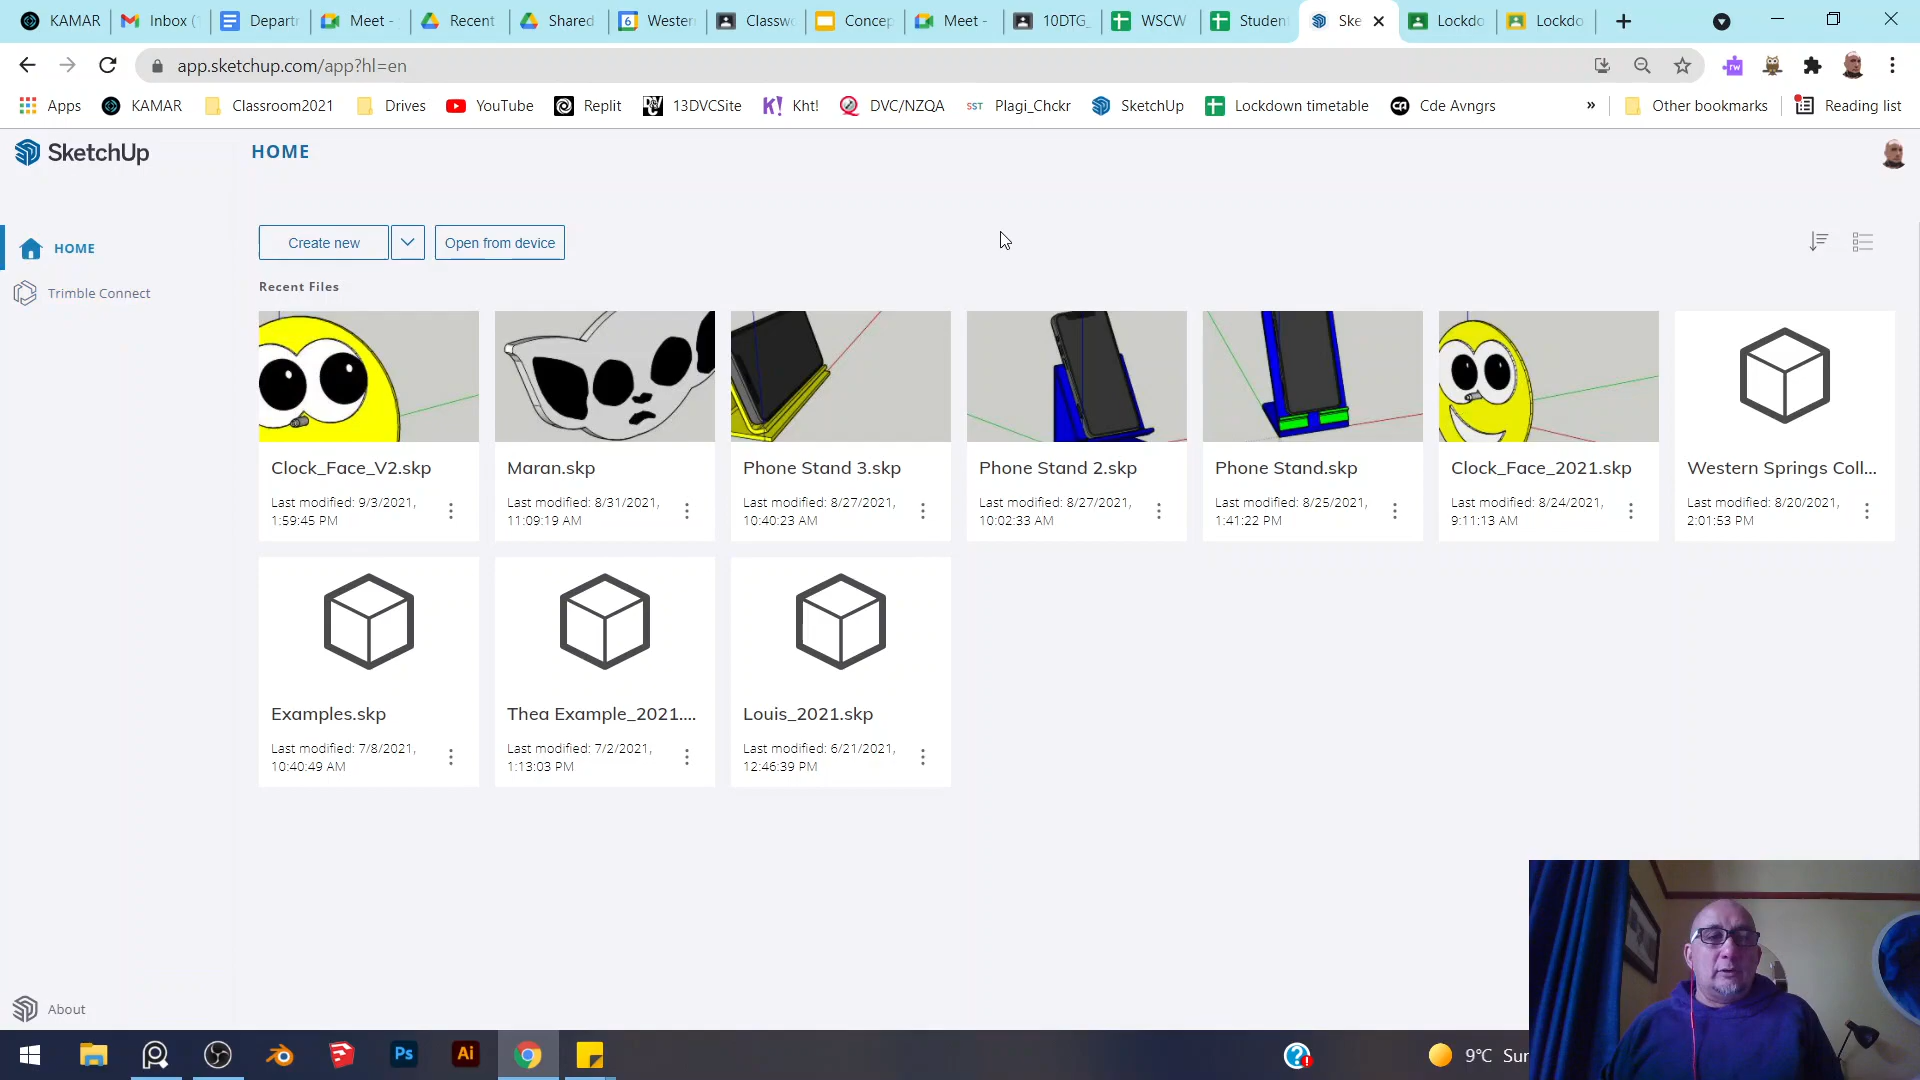 KAMAR
Inbox (
Departr
Meet -
Recent
Shared
Wester
Classwo
Concep
Meet -
10DTG_
WSCW
Studen
Ske
Lockdo
Lockdo
app.sketchup.com/app?hl=en
Apps
KAMAR
Classroom2021
Drives
YouTube
Replit
13DVCSite
K! Kht!
DVC/NZQA
SST Plagi_Chckr
SketchUp
Lockdown timetable
Cde Avngrs
»
Other bookmarks
Reading list
SketchUp
HOME
HOME
Trimble Connect
Create new
Open from device
Recent Files
Clock_Face_V2.skp
Last modified: 9/3/2021,
1:59:45 PM
Maran.skp
Last modified: 8/31/2021,
11:09:19 AM
Phone Stand 3.skp
Last modified: 8/27/2021,
10:40:23 AM
Phone Stand 2.skp
Last modified: 8/27/2021,
10:02:33 AM
Phone Stand.skp
Last modified: 8/25/2021,
1:41:22 PM
Clock_Face_2021.skp
Last modified: 8/24/2021,
9:11:13 AM
Western Springs Coll...
Last modified: 8/20/2021,
2:01:53 PM
Examples.skp
Last modified: 7/8/2021,
10:40:49 AM
Thea Example_2021....
Last modified: 7/2/2021,
1:13:03 PM
Louis_2021.skp
Last modified: 6/21/2021,
12:46:39 PM
About
Ps
Ai
9°C Sun